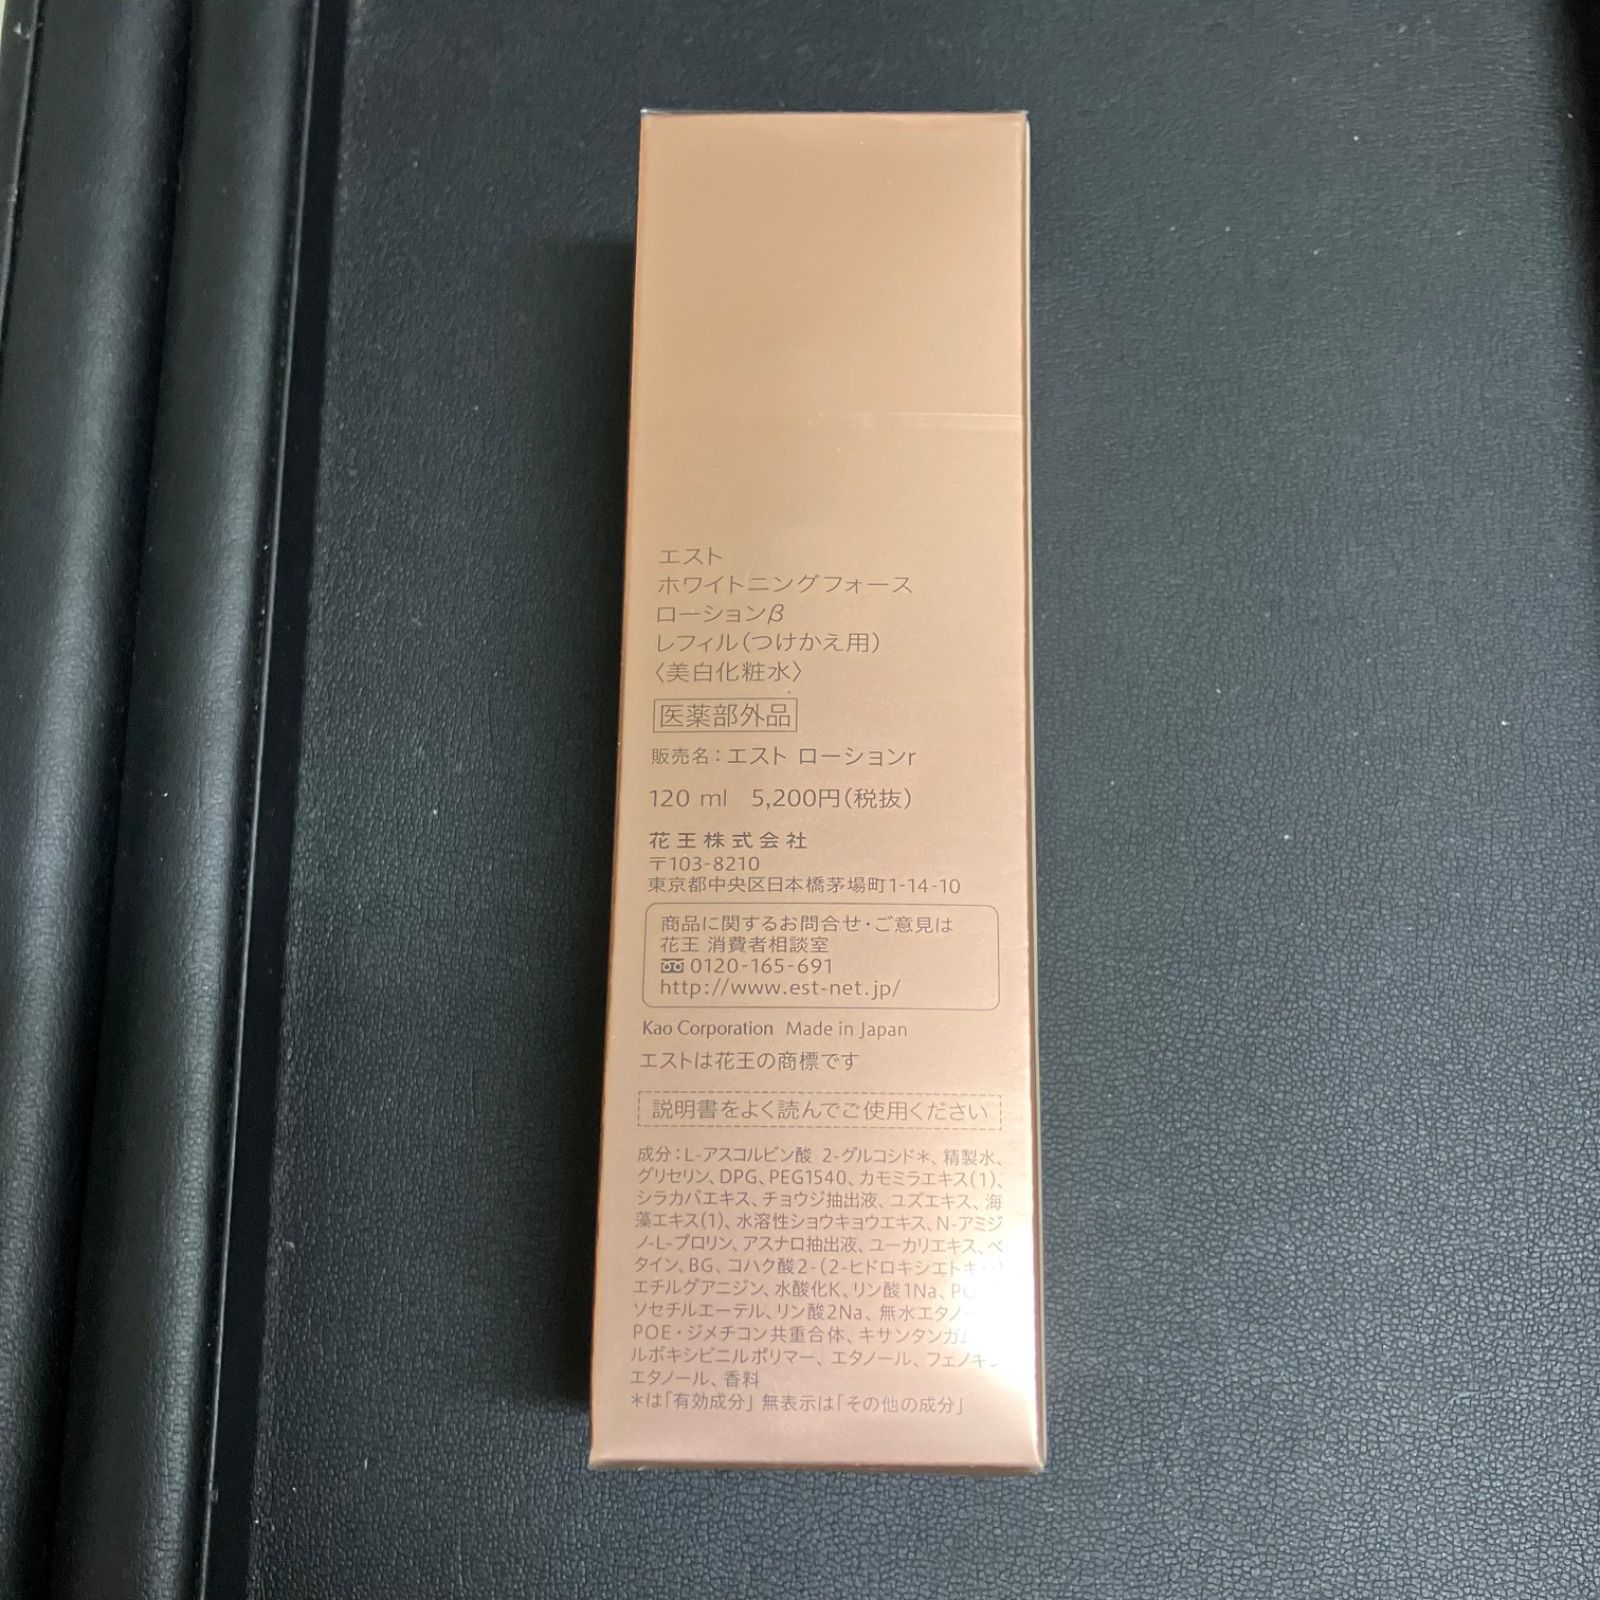 エスト
ホワイトニングフォース
ローションβ
レフィル(つけかえ用)
〈美白化粧水〉
医薬部外品
販売名：エスト ローションr
120 ml 5,200円(税抜)
花王株式会社
〒103-8210
東京都中央区日本橋茅場町1-14-10
商品に関するお問合せ・ご意見は
花王 消費者相談室
0120-165-691
http://www.est-net.jp/
Kao Corporation Made in Japan
エストは花王の商標です
説明書をよく読んでご使用ください
成分：L-アスコルビン酸 2-グルコシド*、精製水、
グリセリン、DPG、PEG1540、カモミラエキス(1)、
シラカバエキス、チョウジ抽出液、ユズエキス、海
藻エキス(1)、水溶性ショウキョウエキス、N-アミジ
ノ-L-プロリン、アスナロ抽出液、ユーカリエキス、ベ
タイン、BG、コハク酸2-(2-ヒドロキシエトキシ)
エチルグアニジン、水酸化K、リン酸1Na、
ソセチルエーテル、リン酸2Na、無水エタノー
POE・ジメチコン共重合体、キサンタンガム
ルボキシビニルポリマー、エタノール、フェノキシ
エタノール、香料
*は「有効成分」 無表示は「その他の成分」